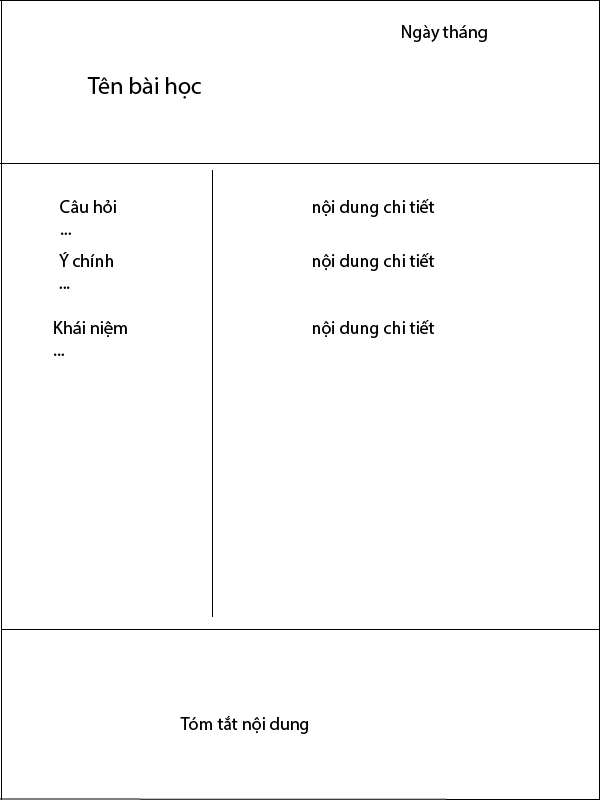 Ngày tháng
Tên bài học
Câu hỏi
...
nội dung chi tiết
Ý chính
...
nội dung chi tiết
Khái niệm
...
nội dung chi tiết
Tóm tắt nội dung